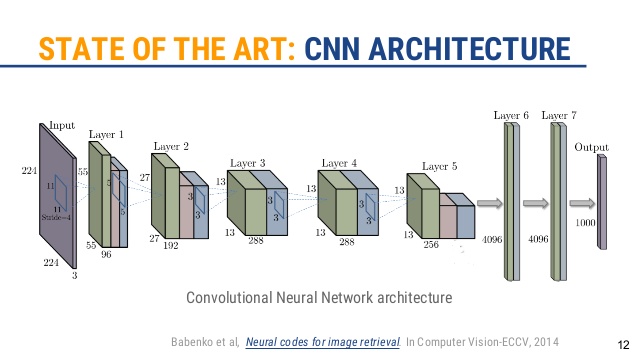 STATE OF THE ART: CNN ARCHITECTURE
Input
Layer 1
Layer 2
Layer 3
Layer 4
Layer 5
Layer 6
Layer 7
Output
224
11
11
Stride=4
224
3
55
5
5
55
96
27
3
3
27
192
13
3
3
13
288
13
3
3
13
288
13
13
256
4096
4096
1000
Convolutional Neural Network architecture
Babenko et al, Neural codes for image retrieval. In Computer Vision-ECCV, 2014
12